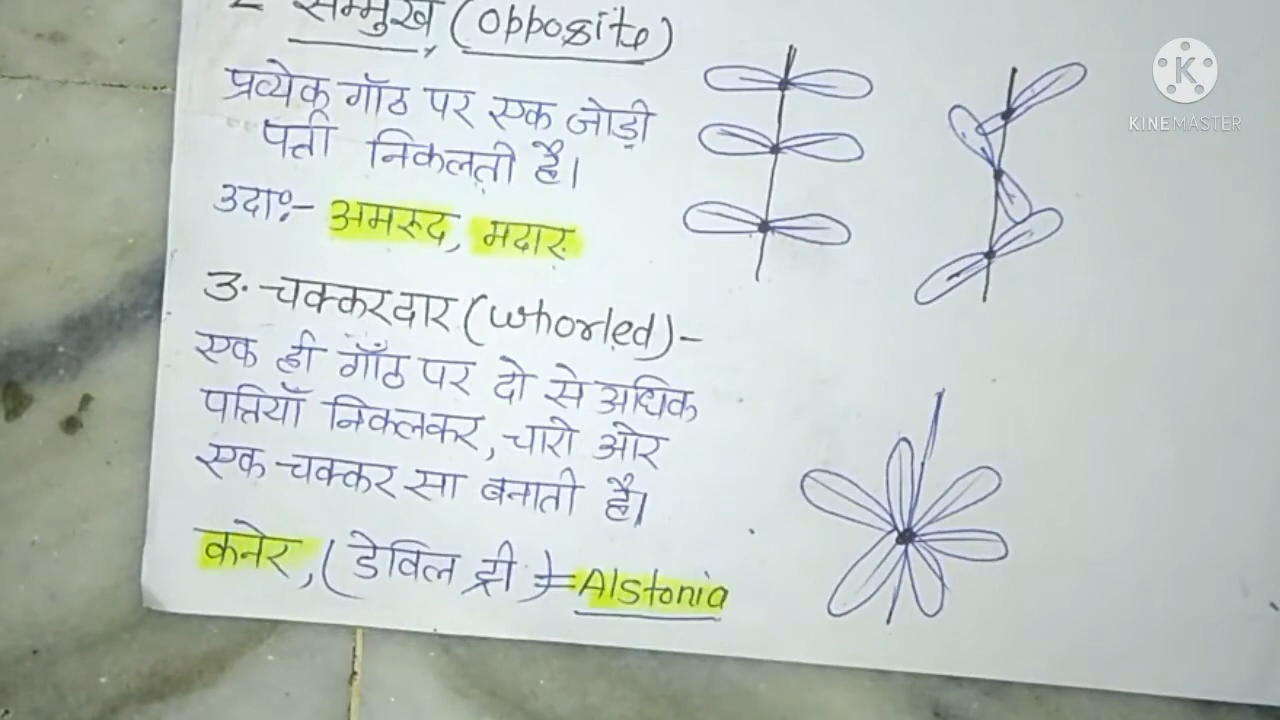 2 सम्मुख, (opposite)
प्रत्येक गाँठ पर एक जोड़ी
पत्ती निकलती है।
उदा०:- अमरुद, मदार
3. चक्करदार (whorled)-
एक ही गाँठ पर दो से अधिक
पत्तियाँ निकलकर, चारो ओर
एक चक्कर सा बनाती है।
कनेर, (डेविल ट्री) = Alstonia
K
KINEMASTER